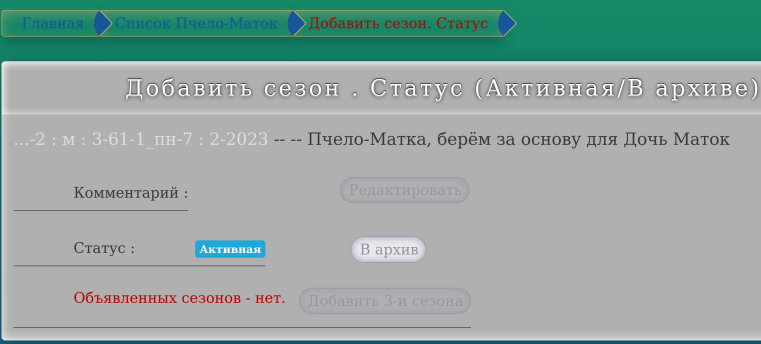 Главная Список Пчело-Маток Добавить сезон. Статус
Добавить сезон . Статус (Активная/В архиве)
...-2 : м : 3-61-1_пн-7 : 2-2023 -- -- Пчело-Матка, берём за основу для Дочь Маток
Комментарий : Редактировать
Статус : Активная В архив
Объявленных сезонов - нет. Добавить 3-и сезона